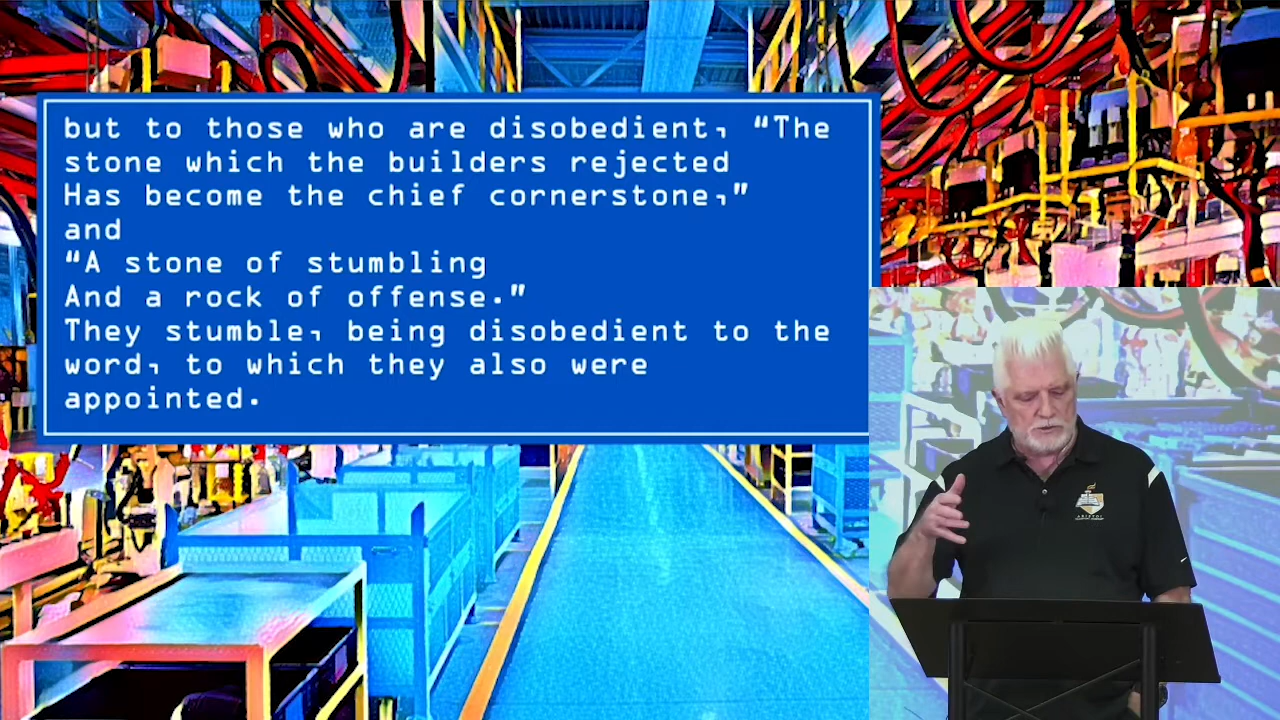 but to those who are disobedient, “The
stone which the builders rejected
Has become the chief cornerstone,”
and
“A stone of stumbling
And a rock of offense.”
They stumble, being disobedient to the
word, to which they also were
appointed.